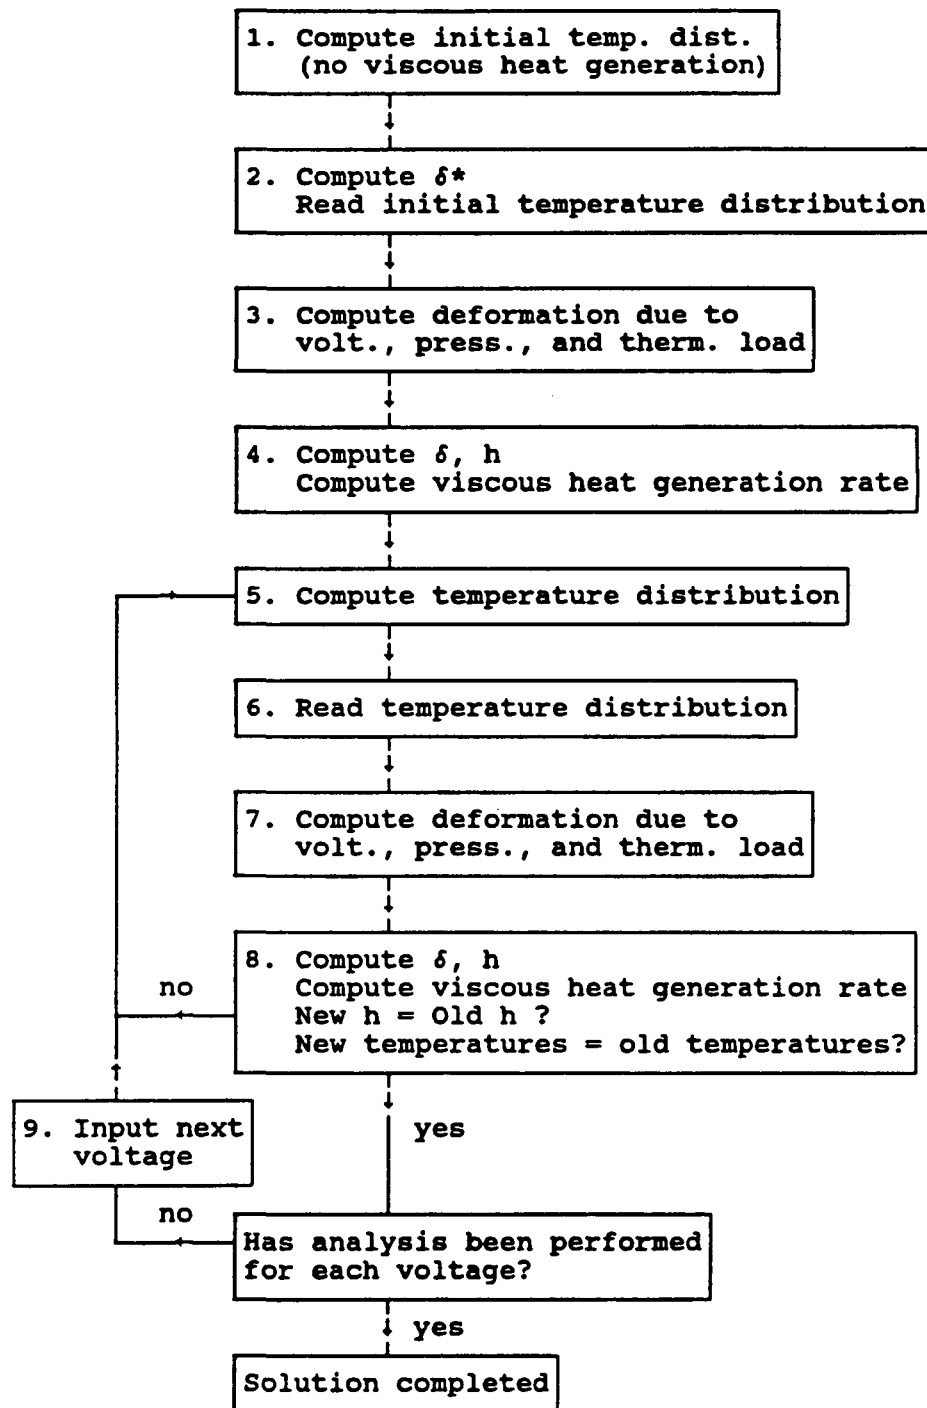 1. Compute initial temp. dist.
(no viscous heat generation)
2. Compute δ*
Read initial temperature distribution
3. Compute deformation due to
volt., press., and therm. load
4. Compute δ, h
Compute viscous heat generation rate
5. Compute temperature distribution
6. Read temperature distribution
7. Compute deformation due to
volt., press., and therm. load
8. Compute δ, h
Compute viscous heat generation rate
New h = Old h ?
New temperatures = old temperatures?
no
yes
9. Input next
voltage
no
Has analysis been performed
for each voltage?
yes
Solution completed